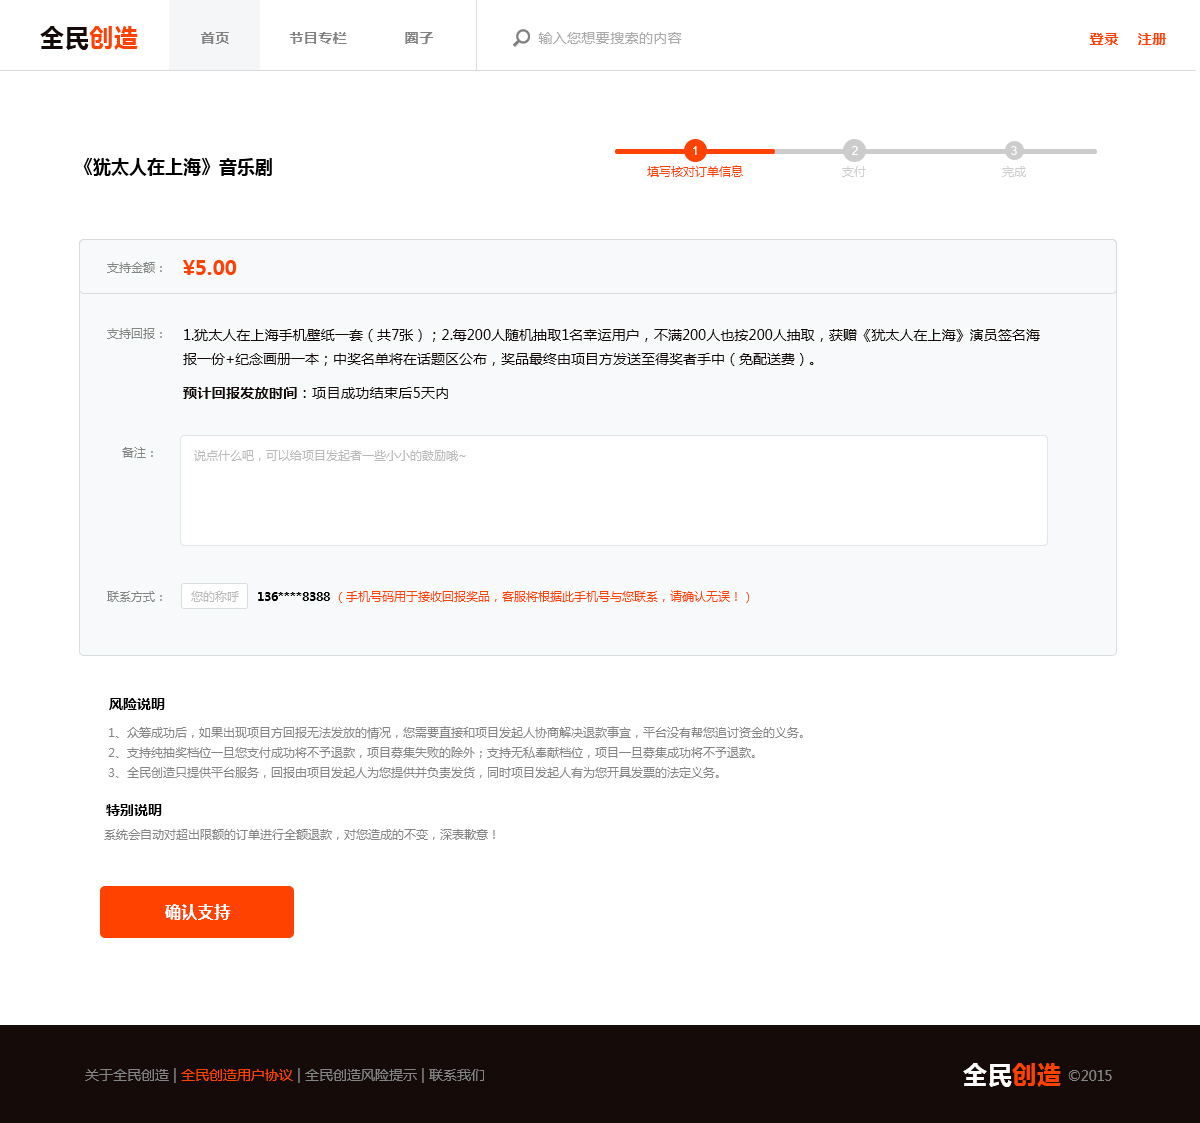 全民创造 首页 节目专栏 圈子 输入您想要搜索的内容 登录 注册
《犹太人在上海》音乐剧
1 2 3
填写核对订单信息 支付 完成
支持金额： ¥5.00
支持回报： 1.犹太人在上海手机壁纸一套（共7张）；2.每200人随机抽取1名幸运用户，不满200人也按200人抽取，获赠《犹太人在上海》演员签名海
报一份+纪念画册一本；中奖名单将在话题区公布，奖品最终由项目方发送至得奖者手中（免配送费）。
预计回报发放时间：项目成功结束后5天内
备注： 说点什么吧，可以给项目发起者一些小小的鼓励哦~
联系方式： 您的称呼 136****8388 （手机号码用于接收回报奖品，客服将根据此手机号与您联系，请确认无误！）
风险说明
1、众筹成功后，如果出现项目方回报无法发放的情况，您需要直接和项目发起人协商解决退款事宜，平台没有帮您追讨资金的义务。
2、支持纯抽奖档位一旦您支付成功将不予退款，项目募集失败的除外；支持无私奉献档位，项目一旦募集成功将不予退款。
3、全民创造只提供平台服务，回报由项目发起人为您提供并负责发货，同时项目发起人有为您开具发票的法定义务。
特别说明
系统会自动对超出限额的订单进行全额退款，对您造成的不变，深表歉意！
确认支持
关于全民创造 | 全民创造用户协议 | 全民创造风险提示 | 联系我们 全民创造 ©2015